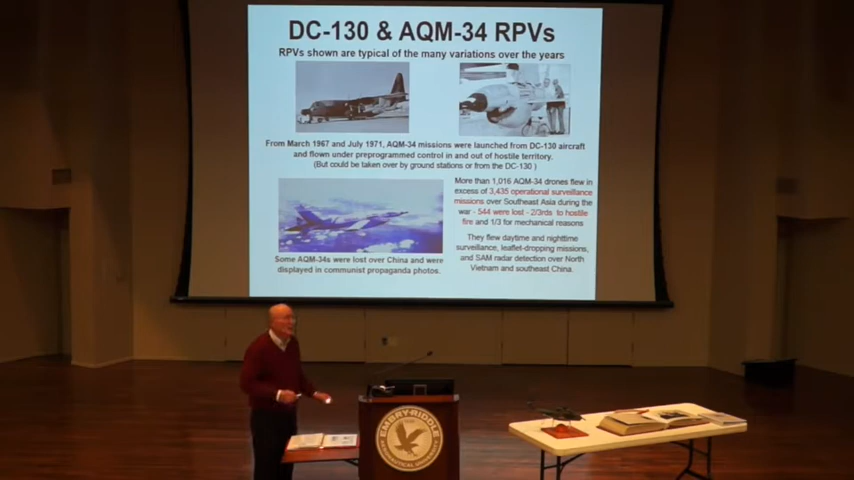 DC-130 & AQM-34 RPVs
RPVs shown are typical of the many variations over the years
From March 1967 and July 1971, AQM-34 missions were launched from DC-130 aircraft
and flown under preprogrammed control in and out of hostile territory.
(But could be taken over by ground stations or from the DC-130 )
More than 1,016 AQM-34 drones flew in
excess of 3,435 operational surveillance
missions over Southeast Asia during the
war - 544 were lost - 2/3rds to hostile
fire and 1/3 for mechanical reasons
They flew daytime and nighttime
surveillance, leaflet-dropping missions,
and SAM radar detection over North
Vietnam and southeast China.
Some AQM-34s were lost over China and were
displayed in communist propaganda photos.
EMBRY-RIDDLE
AERONAUTICAL UNIVERSITY